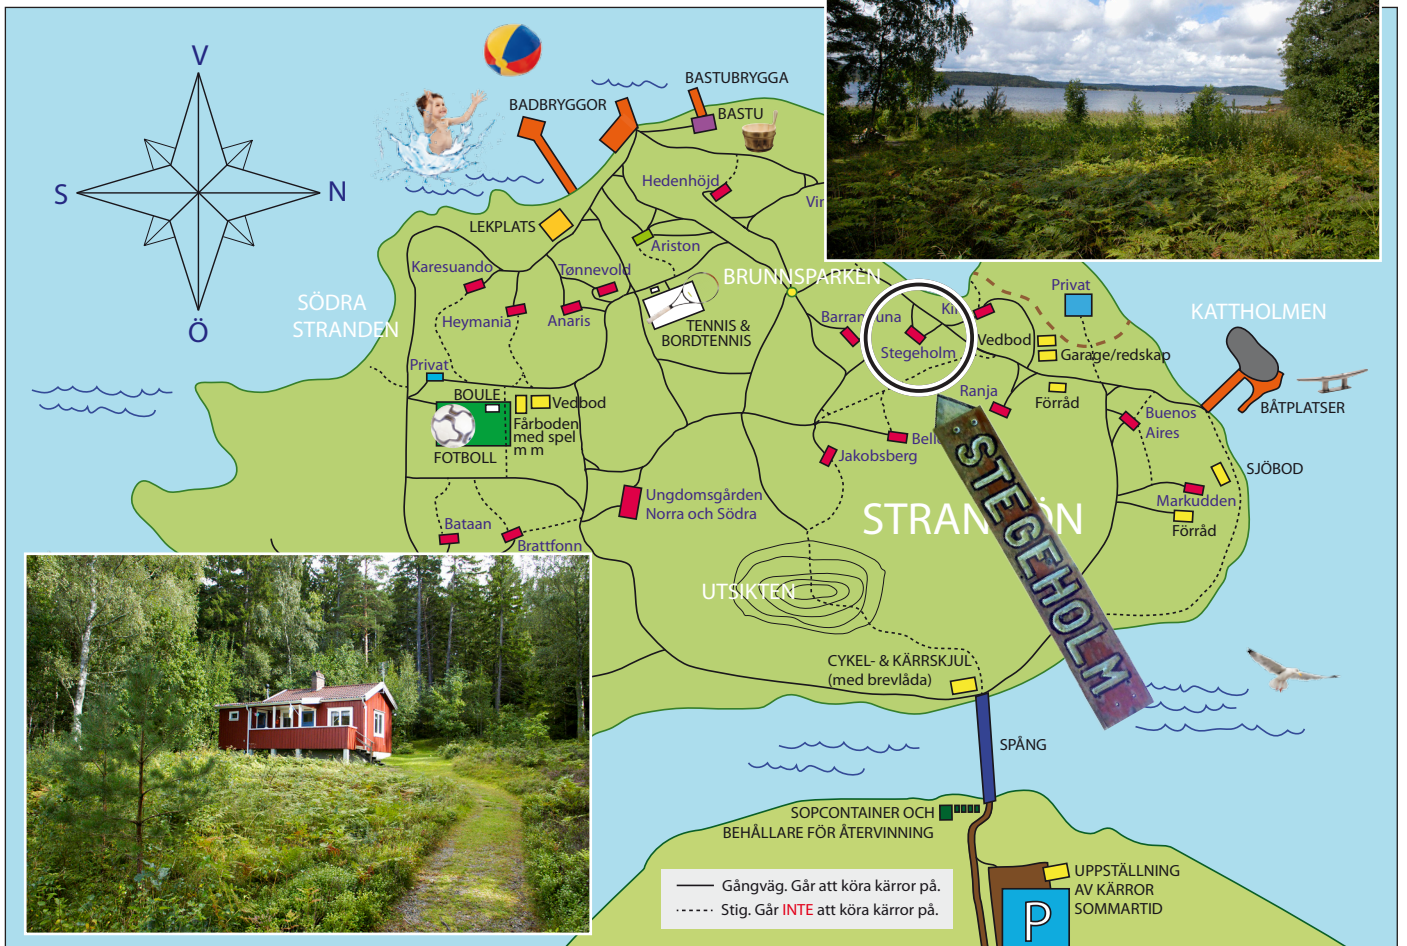 V
S
N
Ö
BADBRYGGOR
BASTUBRYGGA
BASTU
Hedenhöjd
LEKPLATS
Ariston
Karesuando
Tønnevold
BRUNNSPARKEN
SÖDRA
STRANDEN
Heymania
Anaris
TENNIS &
BORDTENNIS
Stegeholm
Privat
KATTHOLMEN
Vedbod
Garage/redskap
Privat
BOULE
Vedbod
Fårboden
med spel
m m
FOTBOLL
Ranja
Förråd
BÅTPLATSER
Buenos
Aires
Jakobsberg
SJÖBOD
Markudden
Förråd
Ungdomsgården
Norra och Södra
Bataan
Brattfonn
STEGEHOLM
UTSIKTEN
CYKEL- & KÄRRSKJUL
(med brevlåda)
SPÅNG
SOPCONTAINER OCH
BEHÅLLARE FÖR ÅTERVINNING
Gångväg. Går att köra kärror på.
Stig. Går INTE att köra kärror på.
UPPSTÄLLNING
AV KÄRROR
SOMMARTID
P